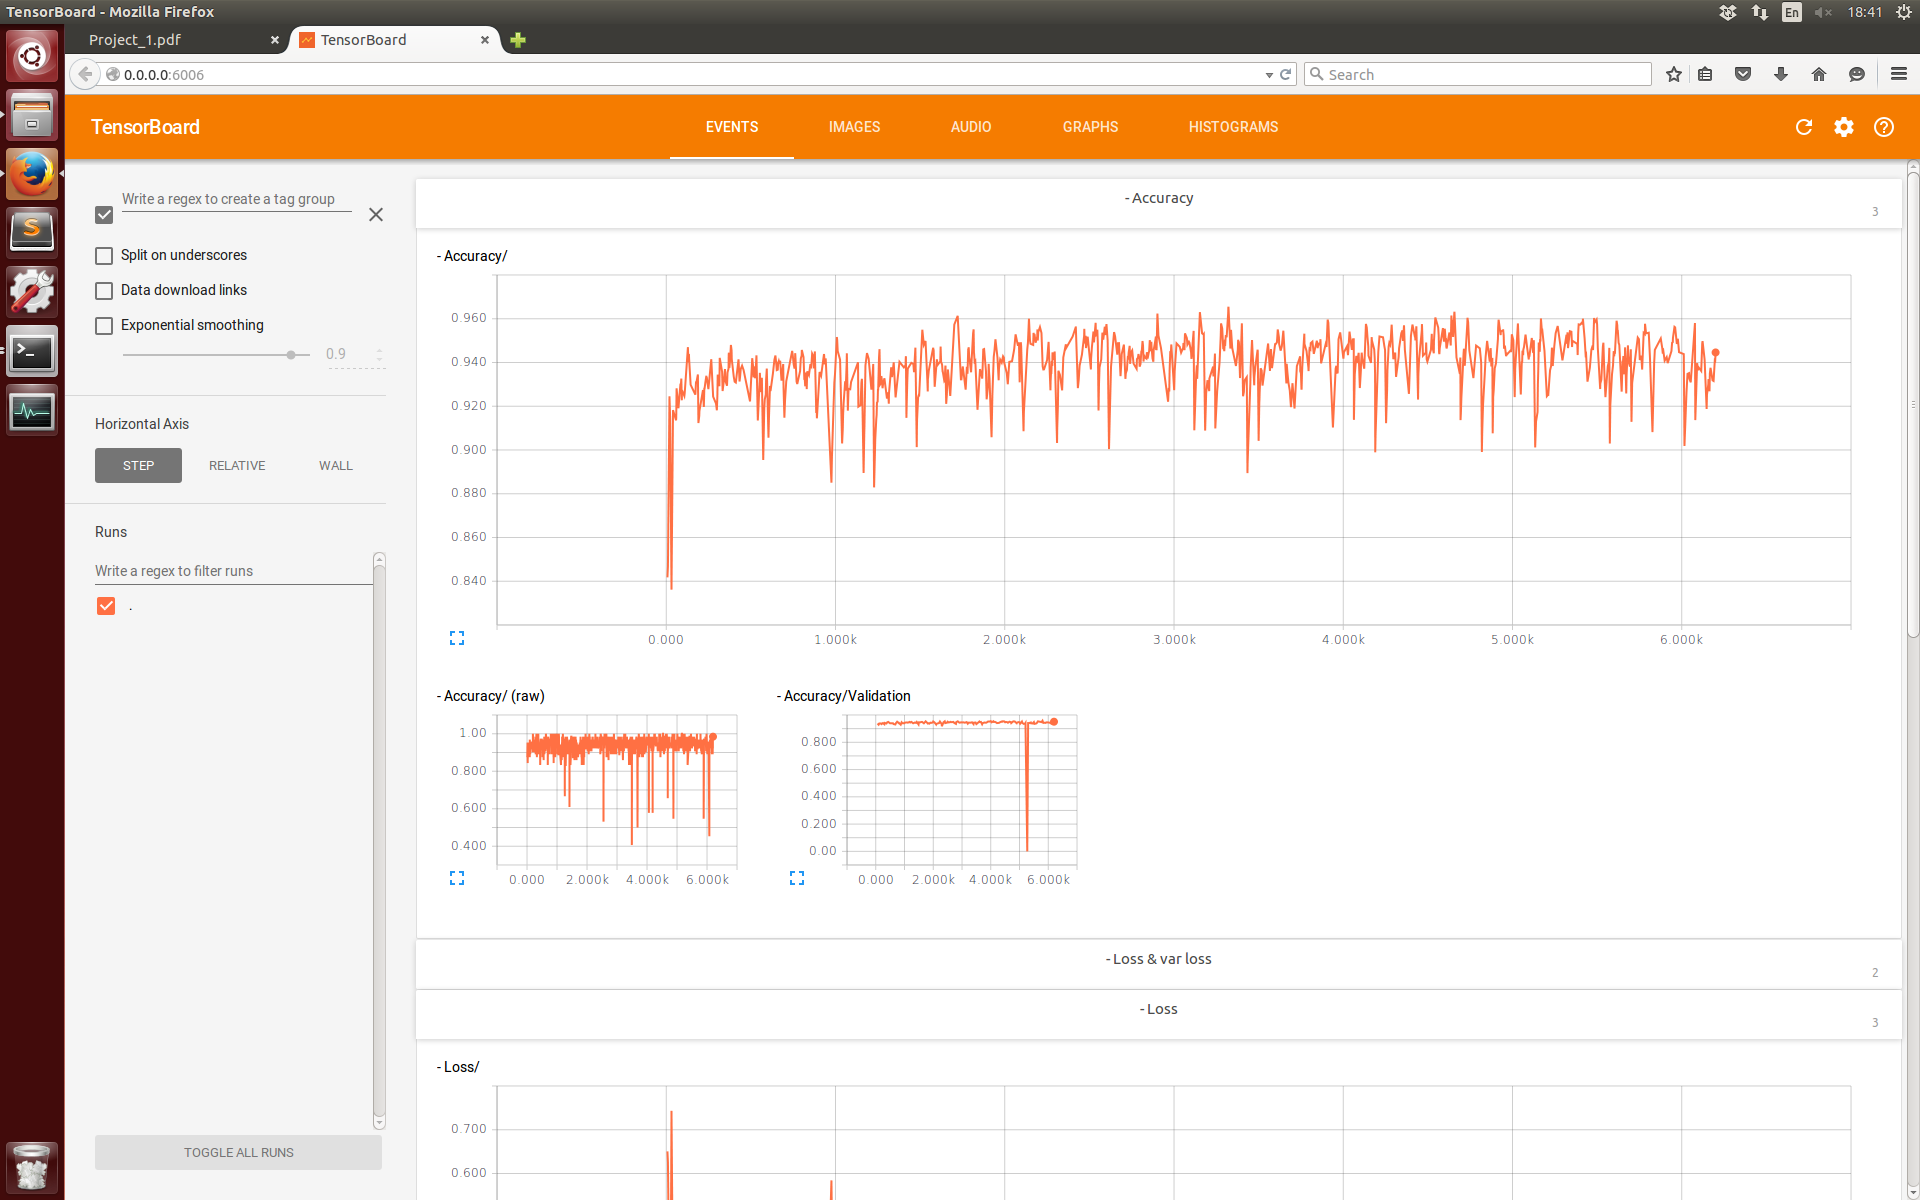 TensorBoard - Mozilla Firefox
En
18:41
Project_1.pdf
TensorBoard
0.0.0.0:6006
Search
TensorBoard
EVENTS
IMAGES
AUDIO
GRAPHS
HISTOGRAMS
Write a regex to create a tag group
Split on underscores
Data download links
Exponential smoothing
0.9
Horizontal Axis
STEP
RELATIVE
WALL
Runs
Write a regex to filter runs
.
TOGGLE ALL RUNS
- Accuracy
3
- Accuracy/
0.960
0.940
0.920
0.900
0.880
0.860
0.840
0.000 1.000k 2.000k 3.000k 4.000k 5.000k 6.000k
- Accuracy/ (raw)
1.00
0.800
0.600
0.400
0.000 2.000k 4.000k 6.000k
- Accuracy/Validation
0.800
0.600
0.400
0.200
0.00
0.000 2.000k 4.000k 6.000k
- Loss & var loss
2
- Loss
3
- Loss/
0.700
0.600